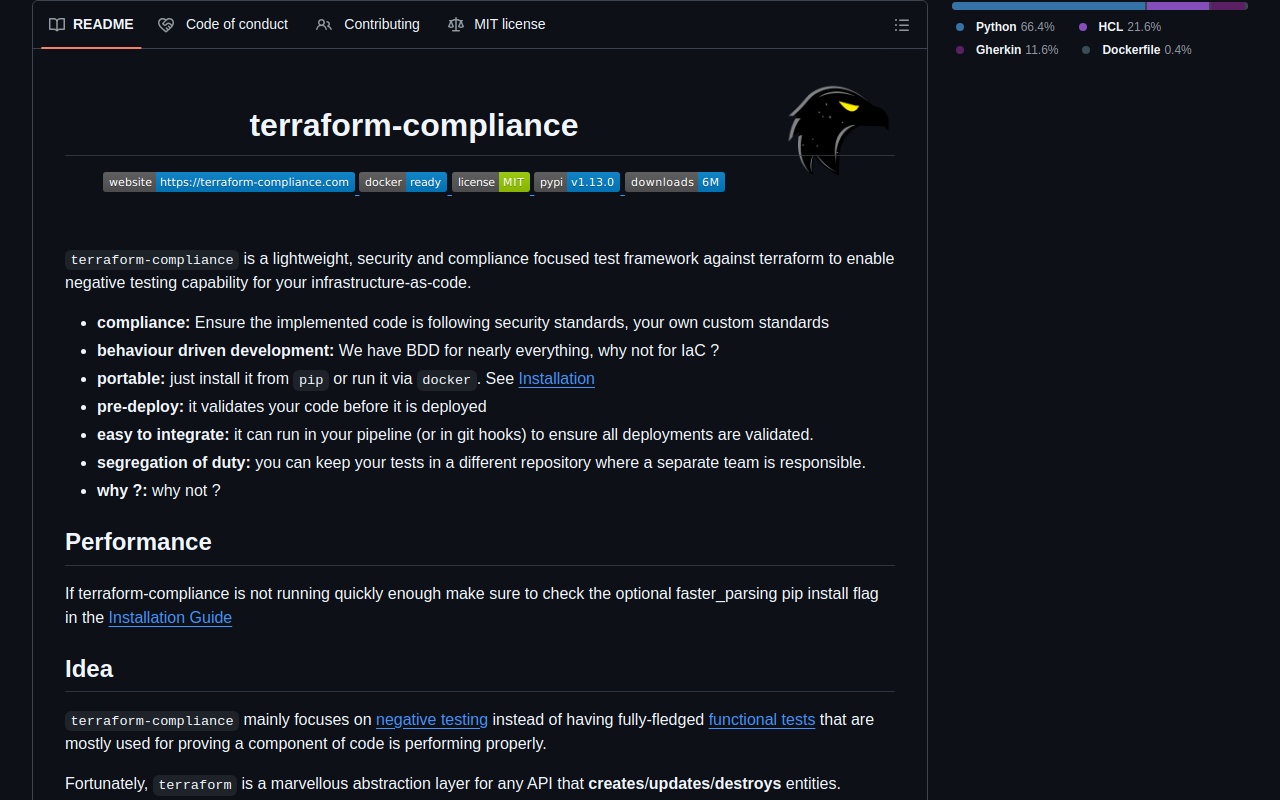 README
Code of conduct
Contributing
MIT license
Python 66.4%
HCL 21.6%
Gherkin 11.6%
Dockerfile 0.4%
terraform-compliance
website https://terraform-compliance.com docker ready license MIT pypi v1.13.0 downloads 6M
terraform-compliance is a lightweight, security and compliance focused test framework against terraform to enable
negative testing capability for your infrastructure-as-code.
compliance: Ensure the implemented code is following security standards, your own custom standards
behaviour driven development: We have BDD for nearly everything, why not for IaC ?
portable: just install it from pip or run it via docker. See Installation
pre-deploy: it validates your code before it is deployed
easy to integrate: it can run in your pipeline (or in git hooks) to ensure all deployments are validated.
segregation of duty: you can keep your tests in a different repository where a separate team is responsible.
why ?: why not ?
Performance
If terraform-compliance is not running quickly enough make sure to check the optional faster_parsing pip install flag
in the Installation Guide
Idea
terraform-compliance mainly focuses on negative testing instead of having fully-fledged functional tests that are
mostly used for proving a component of code is performing properly.
Fortunately, terraform is a marvellous abstraction layer for any API that creates/updates/destroys entities.